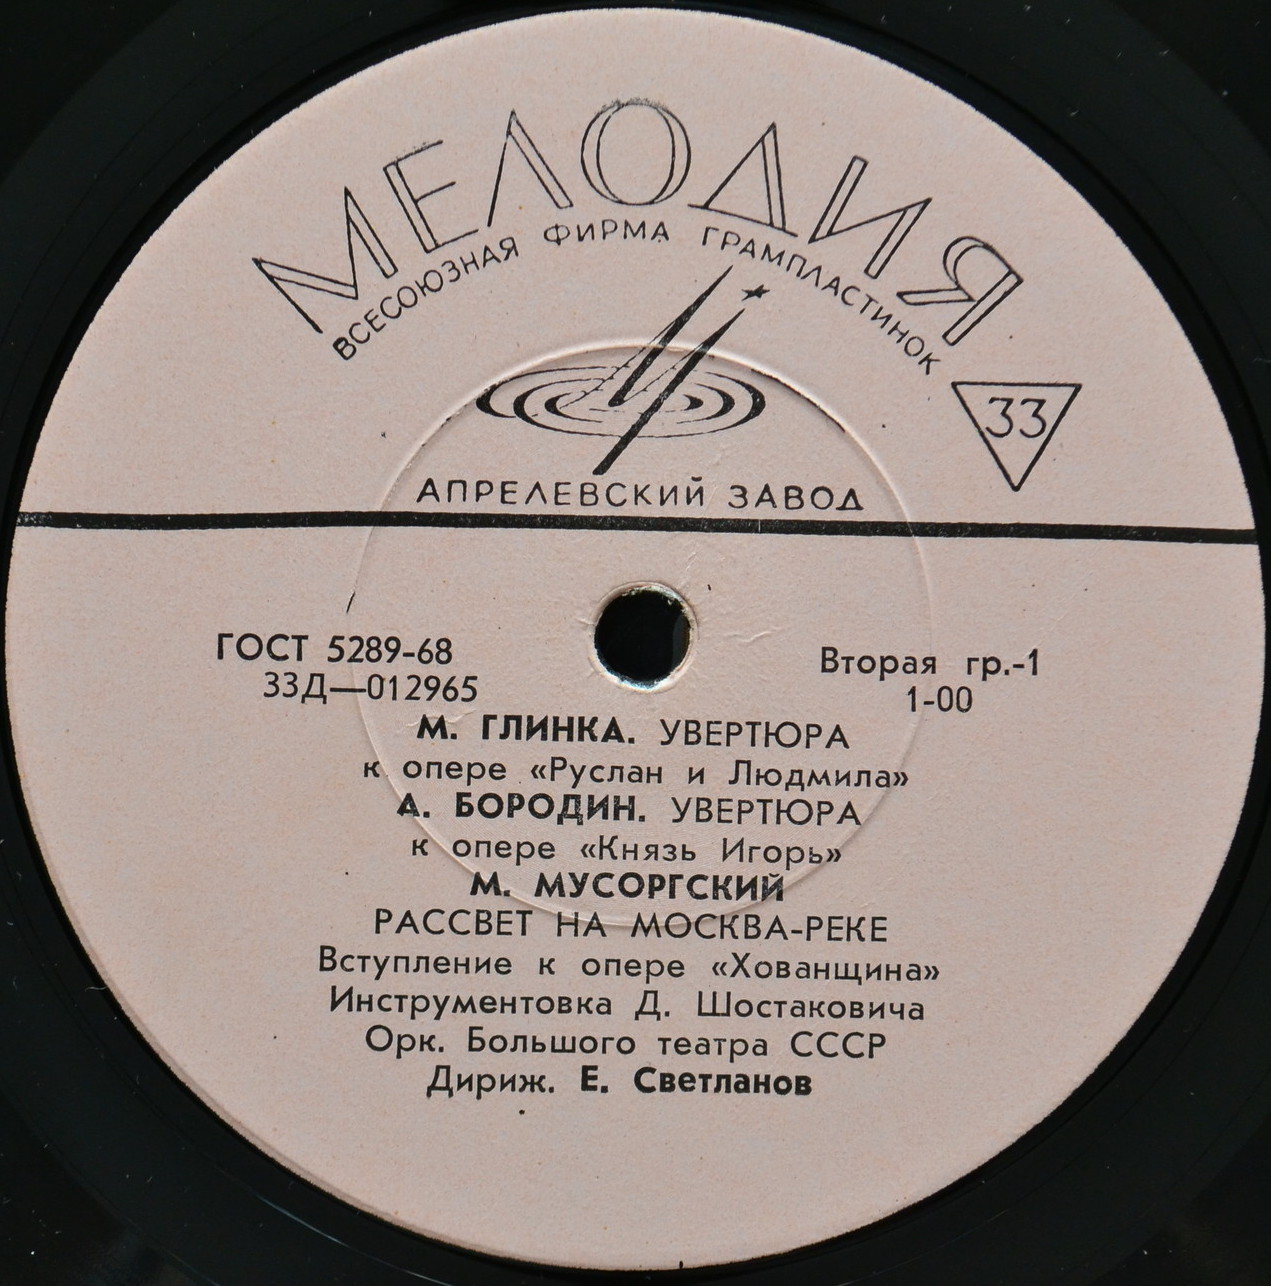 МЕЛОДИЯ
ВСЕСОЮЗНАЯ ФИРМА ГРАМПЛАСТИНОК
33
АПРЕЛЕВСКИЙ ЗАВОД
ГОСТ 5289-68
33Д—012965
Вторая гр.-1
1-00
М. ГЛИНКА. УВЕРТЮРА
к опере «Руслан и Людмила»
А. БОРОДИН. УВЕРТЮРА
к опере «Князь Игорь»
М. МУСОРГСКИЙ
РАССВЕТ НА МОСКВА-РЕКЕ
Вступление к опере «Хованщина»
Инструментовка Д. Шостаковича
Орк. Большого театра СССР
Дириж. Е. Светланов